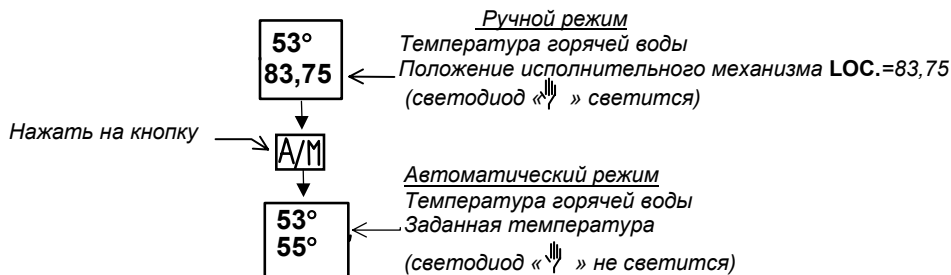 Ручной режим
53°
Температура горячей воды
83,75
Положение исполнительного механизма LOC.=83,75
(светодиод « » светится)
Нажать на кнопку
A/M
Автоматический режим
Температура горячей воды
53°
Заданная температура
55°
(светодиод « » не светится)